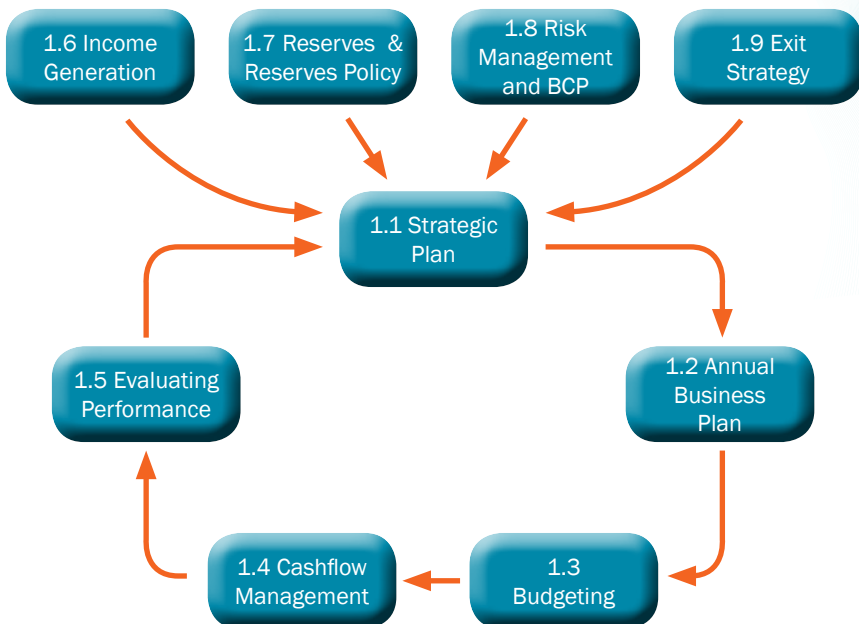 1.6 Income
Generation
1.7 Reserves &
Reserves Policy
1.8 Risk
Management
and BCP
1.9 Exit
Strategy
1.1 Strategic
Plan
1.2 Annual
Business
Plan
1.3
Budgeting
1.4 Cashflow
Management
1.5 Evaluating
Performance